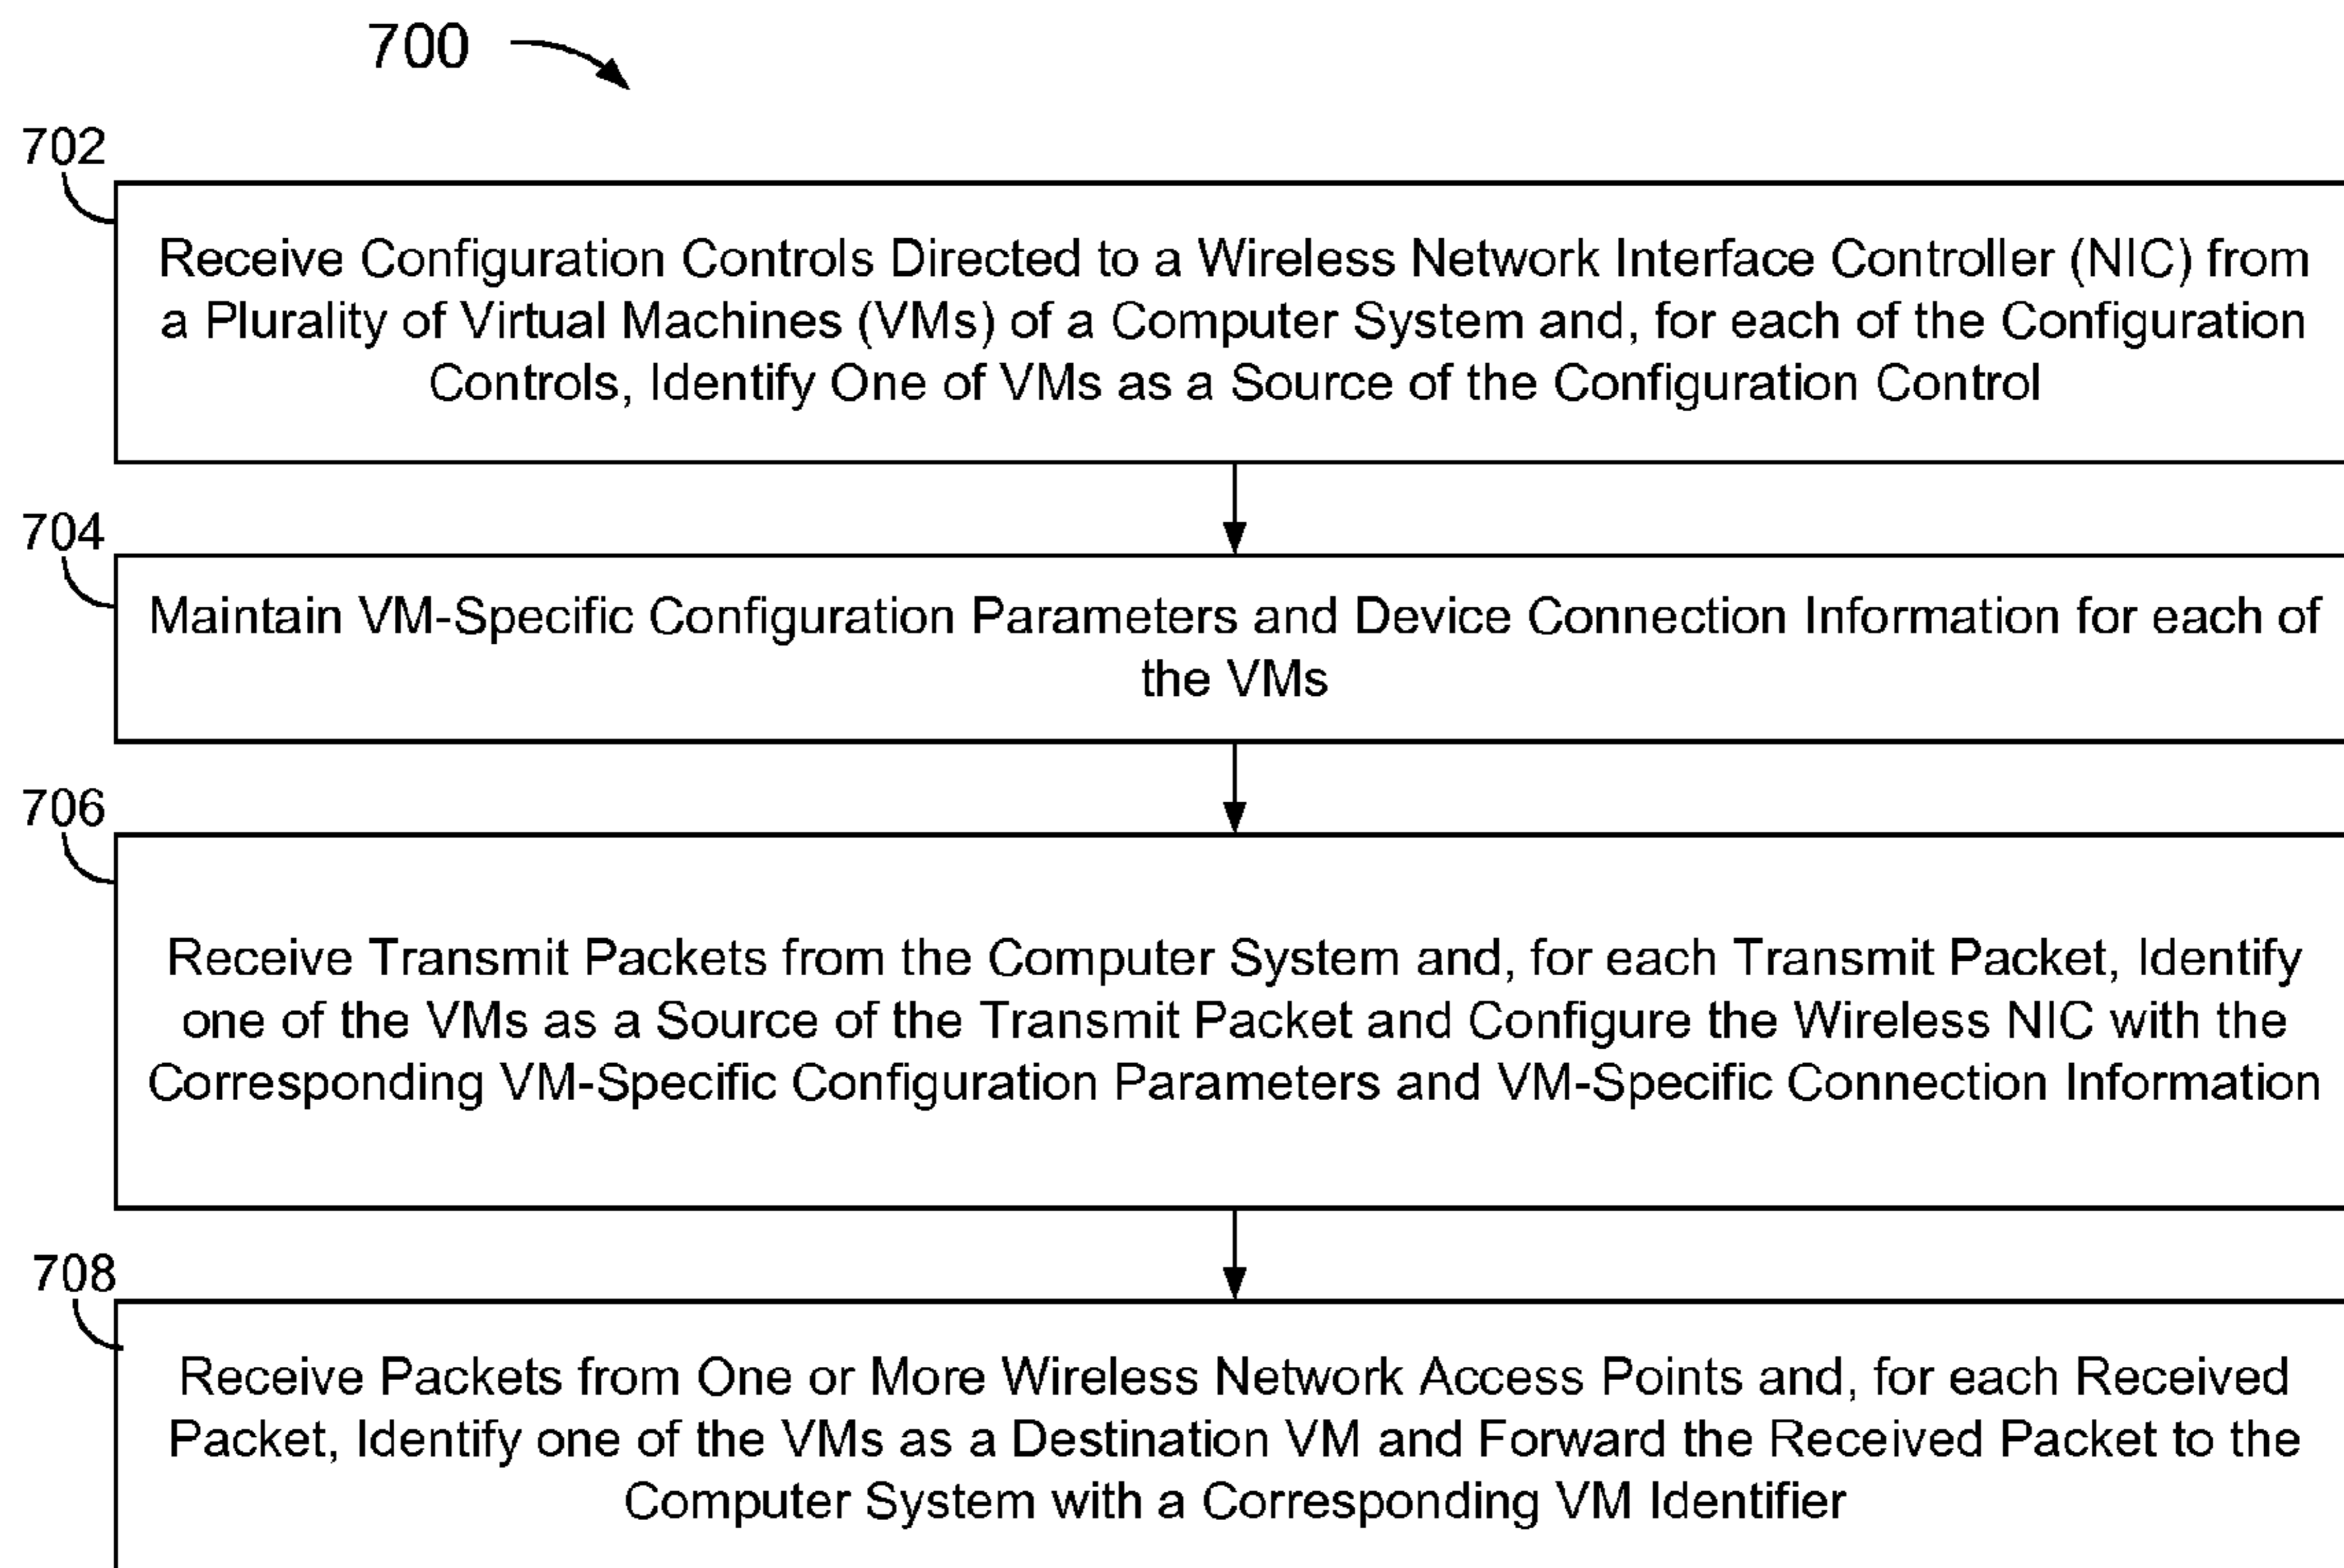 700
702
Receive Configuration Controls Directed to a Wireless Network Interface Controller (NIC) from
a Plurality of Virtual Machines (VMs) of a Computer System and, for each of the Configuration
Controls, Identify One of VMs as a Source of the Configuration Control
704
Maintain VM-Specific Configuration Parameters and Device Connection Information for each of
the VMs
706
Receive Transmit Packets from the Computer System and, for each Transmit Packet, Identify
one of the VMs as a Source of the Transmit Packet and Configure the Wireless NIC with the
Corresponding VM-Specific Configuration Parameters and VM-Specific Connection Information
708
Receive Packets from One or More Wireless Network Access Points and, for each Received
Packet, Identify one of the VMs as a Destination VM and Forward the Received Packet to the
Computer System with a Corresponding VM Identifier